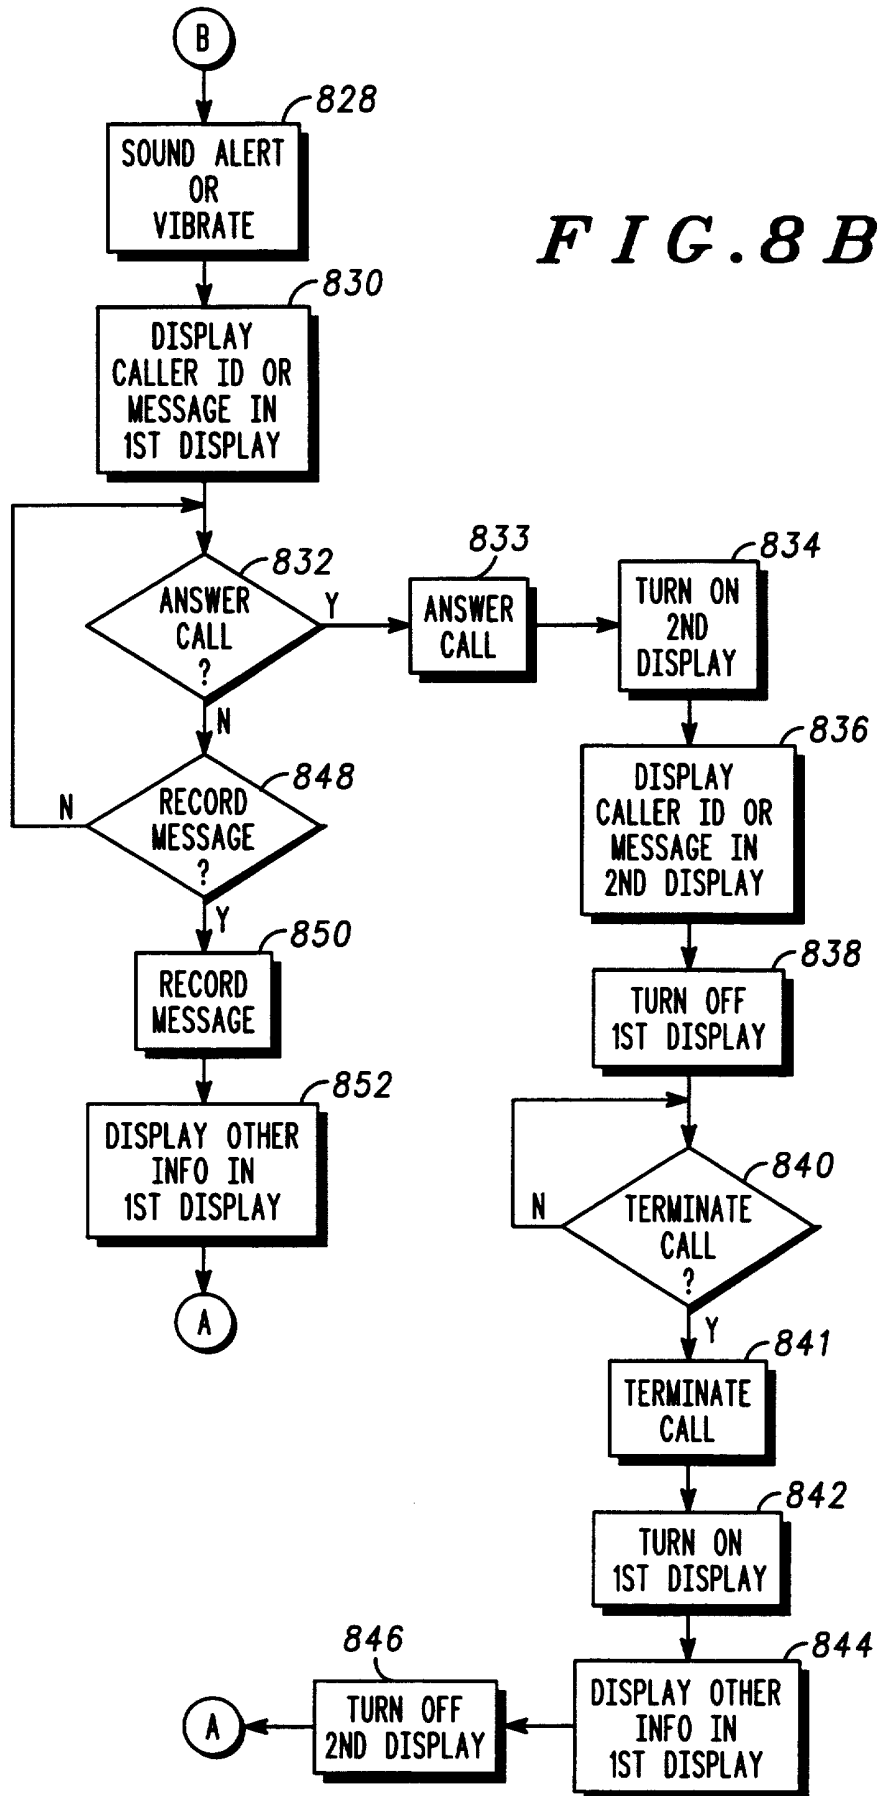 B
828
SOUND ALERT
OR
VIBRATE
FIG.8B
830
DISPLAY
CALLER ID OR
MESSAGE IN
1ST DISPLAY
832
ANSWER
CALL
?
Y
N
833
ANSWER
CALL
834
TURN ON
2ND
DISPLAY
836
DISPLAY
CALLER ID OR
MESSAGE IN
2ND DISPLAY
838
TURN OFF
1ST DISPLAY
848
RECORD
MESSAGE
?
N
Y
850
RECORD
MESSAGE
852
DISPLAY OTHER
INFO IN
1ST DISPLAY
A
840
TERMINATE
CALL
?
N
Y
841
TERMINATE
CALL
842
TURN ON
1ST DISPLAY
844
DISPLAY OTHER
INFO IN
1ST DISPLAY
846
TURN OFF
2ND DISPLAY
A